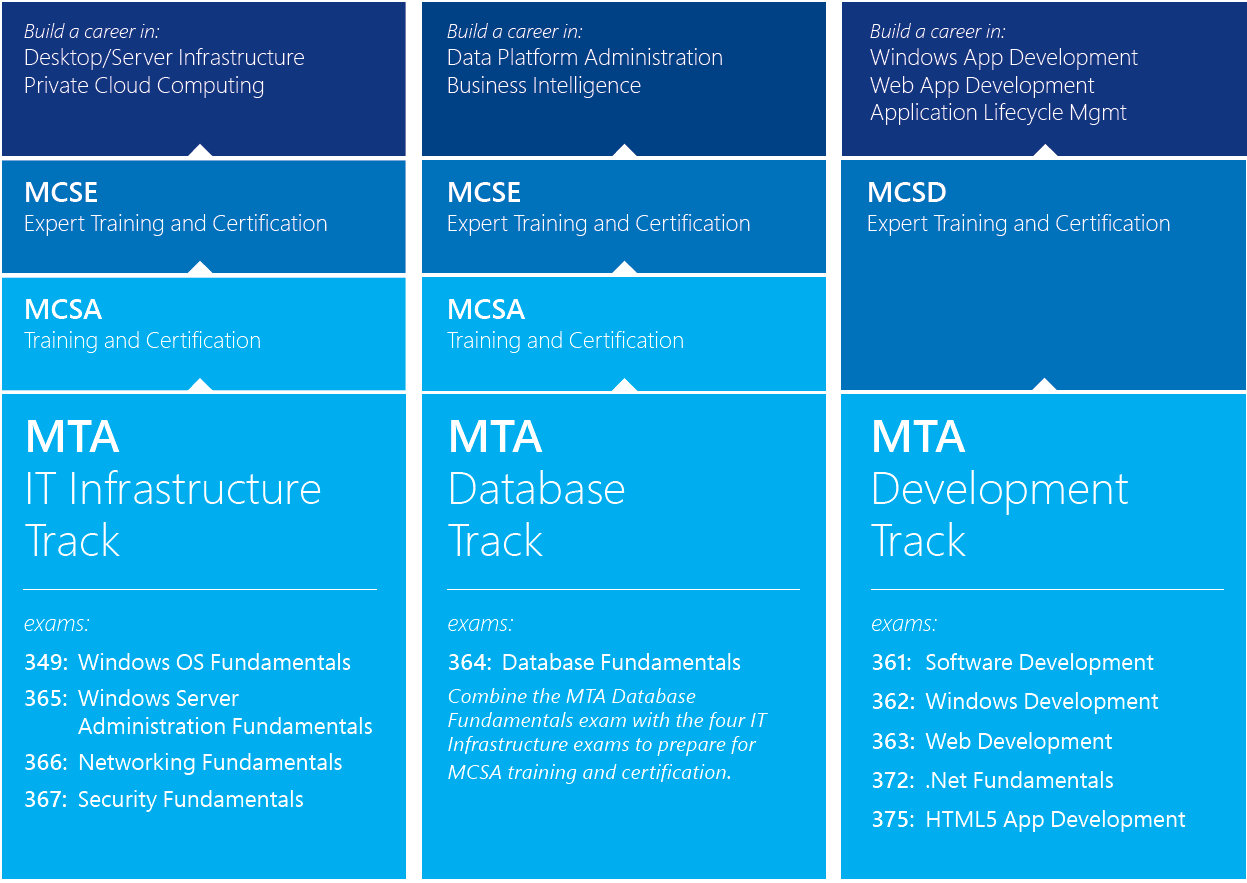 Build a career in:
Desktop/Server Infrastructure
Private Cloud Computing
MCSE
Expert Training and Certification
MCSA
Training and Certification
MTA
IT Infrastructure
Track
exams:
349: Windows OS Fundamentals
365: Windows Server
Administration Fundamentals
366: Networking Fundamentals
367: Security Fundamentals
Build a career in:
Data Platform Administration
Business Intelligence
MCSE
Expert Training and Certification
MCSA
Training and Certification
MTA
Database
Track
exams:
364: Database Fundamentals
Combine the MTA Database
Fundamentals exam with the four IT
Infrastructure exams to prepare for
MCSA training and certification.
Build a career in:
Windows App Development
Web App Development
Application Lifecycle Mgmt
MCSD
Expert Training and Certification
MTA
Development
Track
exams:
361: Software Development
362: Windows Development
363: Web Development
372: .Net Fundamentals
375: HTML5 App Development